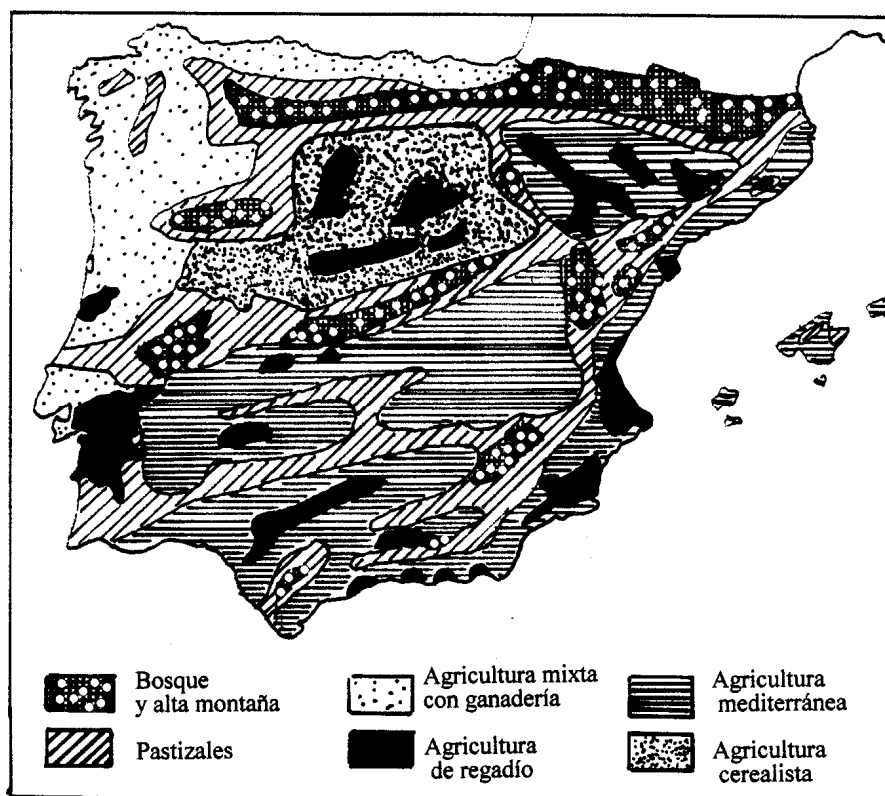 Bosque
y alta montaña
Agricultura mixta
con ganadería
Agricultura
mediterránea
Pastizales
Agricultura
de regadío
Agricultura
cerealista